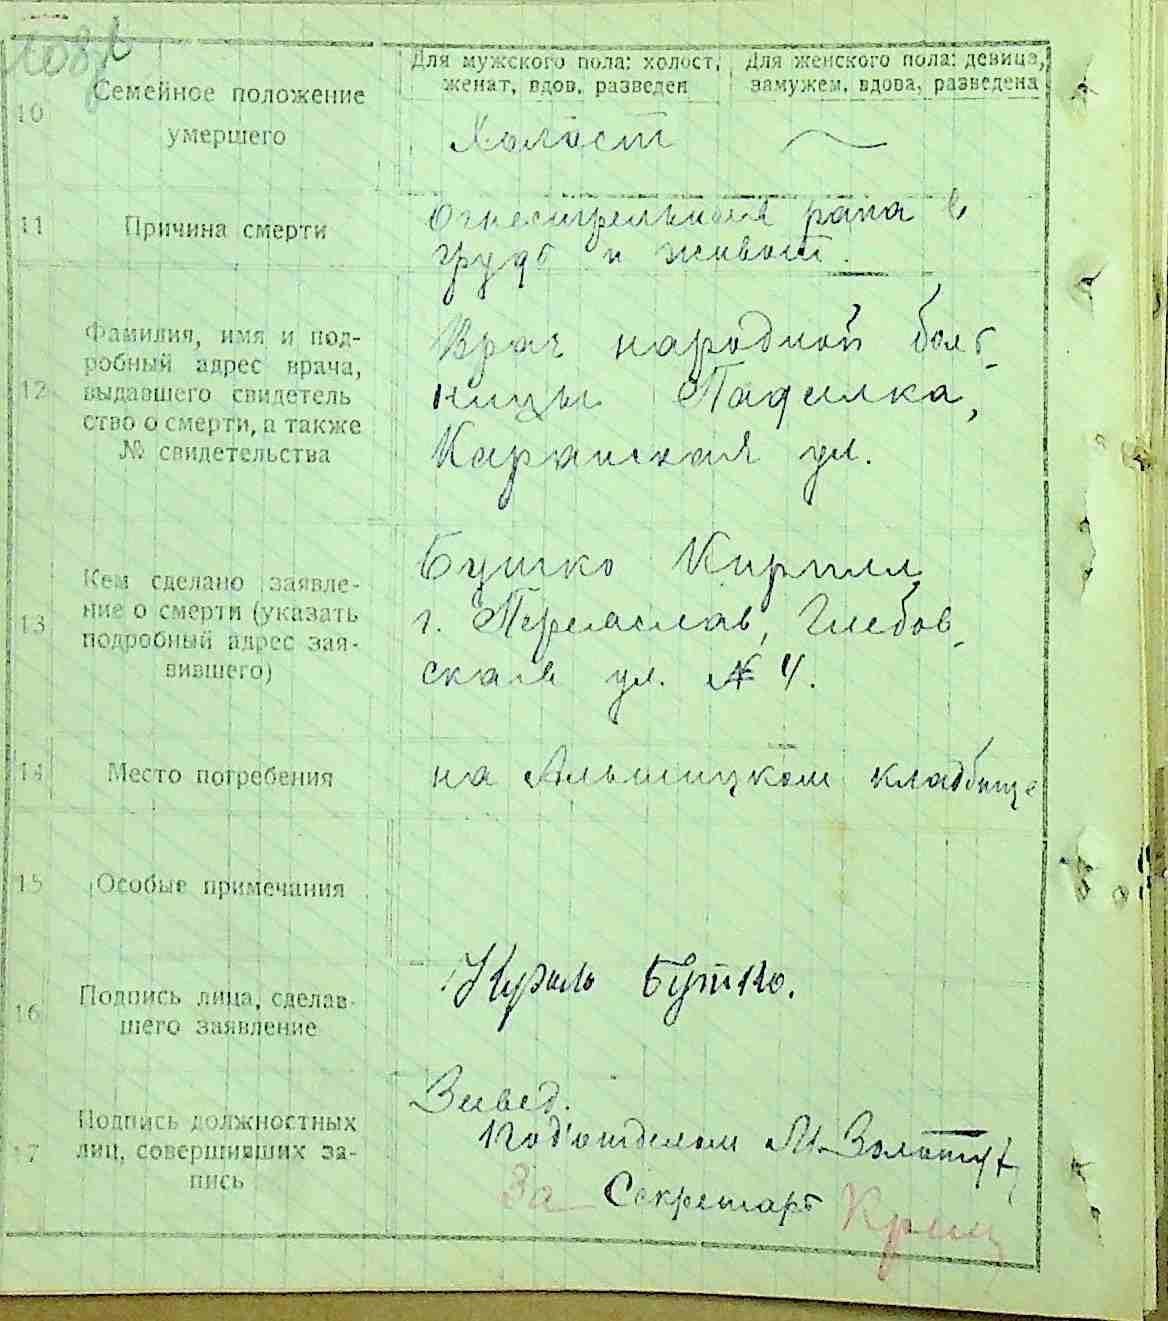 Для мужского пола: холост,
женат, вдов, разведен
Для женского пола: девица,
замужем, вдова, разведена
10
Семейное положение
умершего
Холост
11
Причина смерти
Огнестрельная рана в
грудь и живот.
12
Фамилия, имя и под-
робный адрес врача,
выдавшего свидетель
ство о смерти, а также
№ свидетельства
Врач народной боль-
ницы Падалка,
ул.
13
Кем сделано заявле-
ние о смерти (указать
подробный адрес зая-
вившего)
Бутко Кирилл
г. Переяслав, Глебов-
ская ул. № 4.
14
Место погребения
на Альтицком кладбище
15
Особые примечания
16
Подпись лица, сделав-
шего заявление
Кирилъ Бутко.
17
Подпись должностных
лиц, совершивших за-
пись
Завед.
Под'отделом
За Секретарь